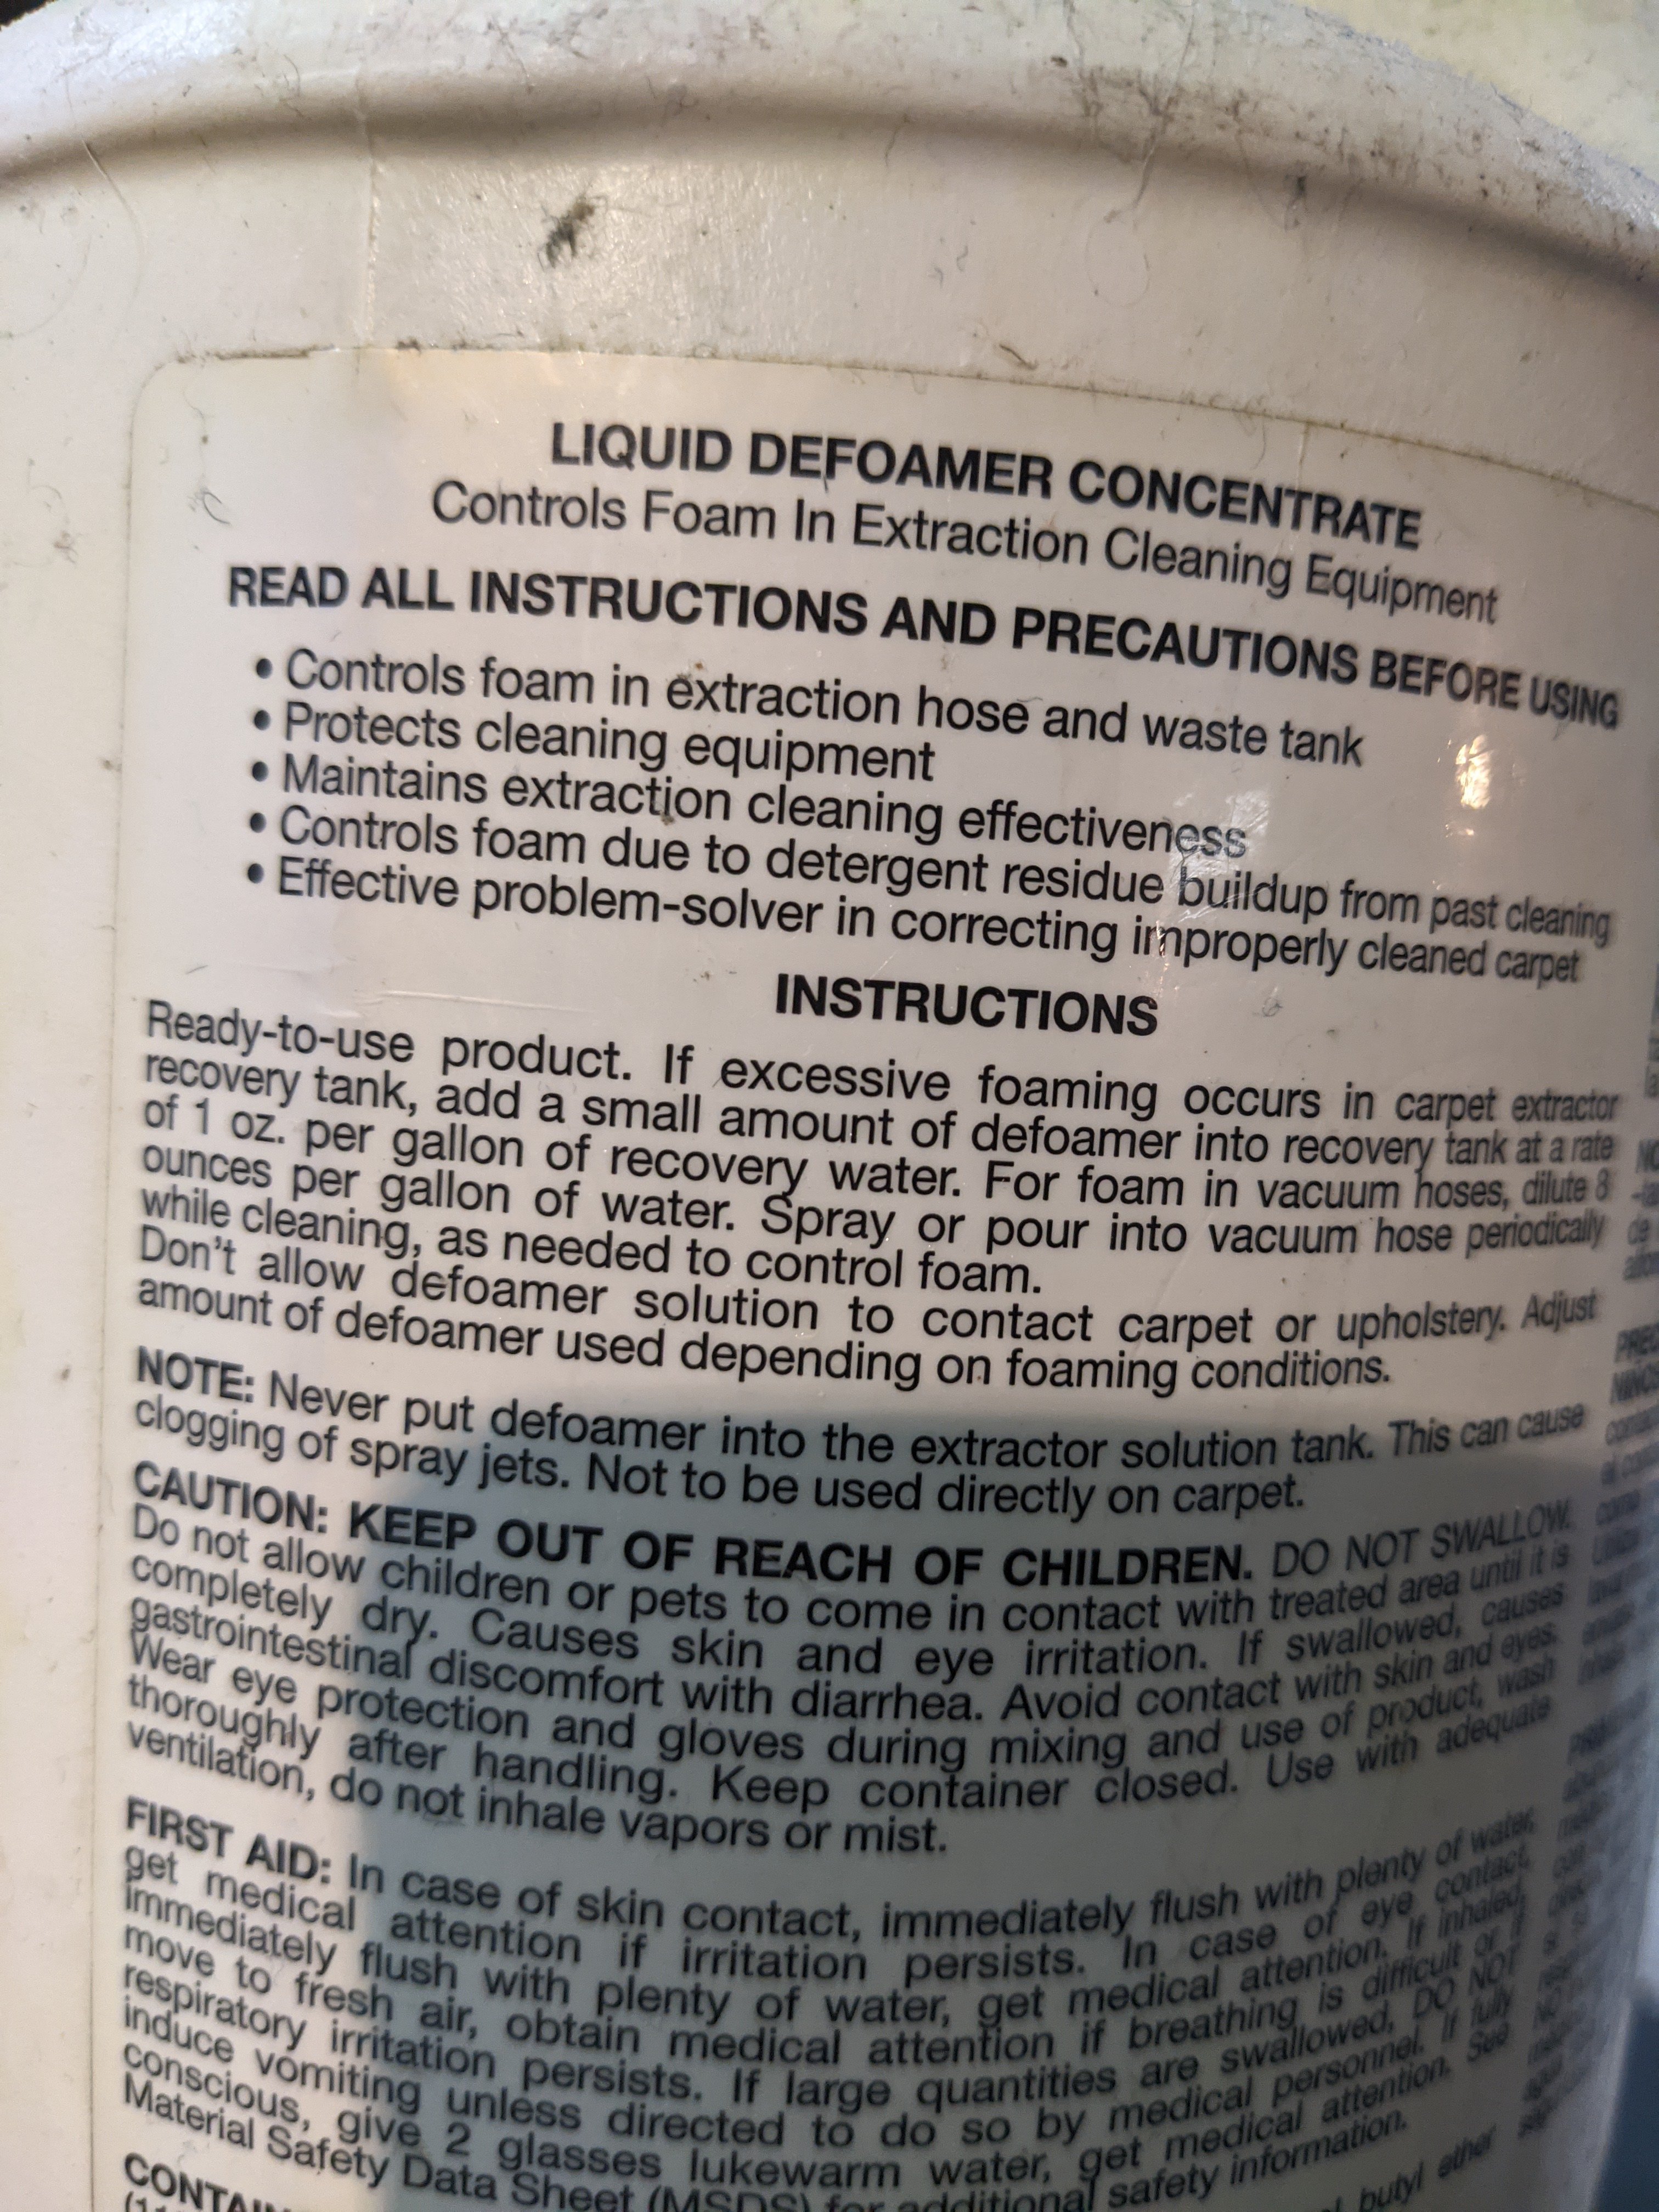 LIQUID DEFOAMER CONCENTRATE
Controls Foam In Extraction Cleaning Equipment
READ ALL INSTRUCTIONS AND PRECAUTIONS BEFORE USING
• Controls foam in extraction hose and waste tank
• Protects cleaning equipment
• Maintains extraction cleaning effectiveness
• Controls foam due to detergent residue buildup from past cleaning
• Effective problem-solver in correcting improperly cleaned carpet
INSTRUCTIONS
Ready-to-use product. If excessive foaming occurs in carpet extractor
recovery tank, add a small amount of defoamer into recovery tank at a rate
of 1 oz. per gallon of recovery water. For foam in vacuum hoses, dilute 8
ounces per gallon of water. Spray or pour into vacuum hose periodically
while cleaning, as needed to control foam.
Don't allow defoamer solution to contact carpet or upholstery. Adjust
amount of defoamer used depending on foaming conditions.
NOTE: Never put defoamer into the extractor solution tank. This can cause
clogging of spray jets. Not to be used directly on carpet.
CAUTION: KEEP OUT OF REACH OF CHILDREN. DO NOT SWALLOW.
Do not allow children or pets to come in contact with treated area until it is
completely dry. Causes skin and eye irritation. If swallowed, causes
gastrointestinal discomfort with diarrhea. Avoid contact with skin and eyes.
Wear eye protection and gloves during mixing and use of product, wash
thoroughly after handling. Keep container closed. Use with adequate
ventilation, do not inhale vapors or mist.
FIRST AID: In case of skin contact, immediately flush with plenty of water,
get medical attention if irritation persists. In case of eye contact,
immediately flush with plenty of water, get medical attention. If inhaled,
move to fresh air, obtain medical attention if breathing is difficult or if
respiratory irritation persists. If large quantities are swallowed, DO NOT
induce vomiting unless directed to do so by medical personnel. If fully
conscious, give 2 glasses lukewarm water, get medical attention. See
Material Safety Data Sheet (MSDS) for additional safety information.
butyl ether